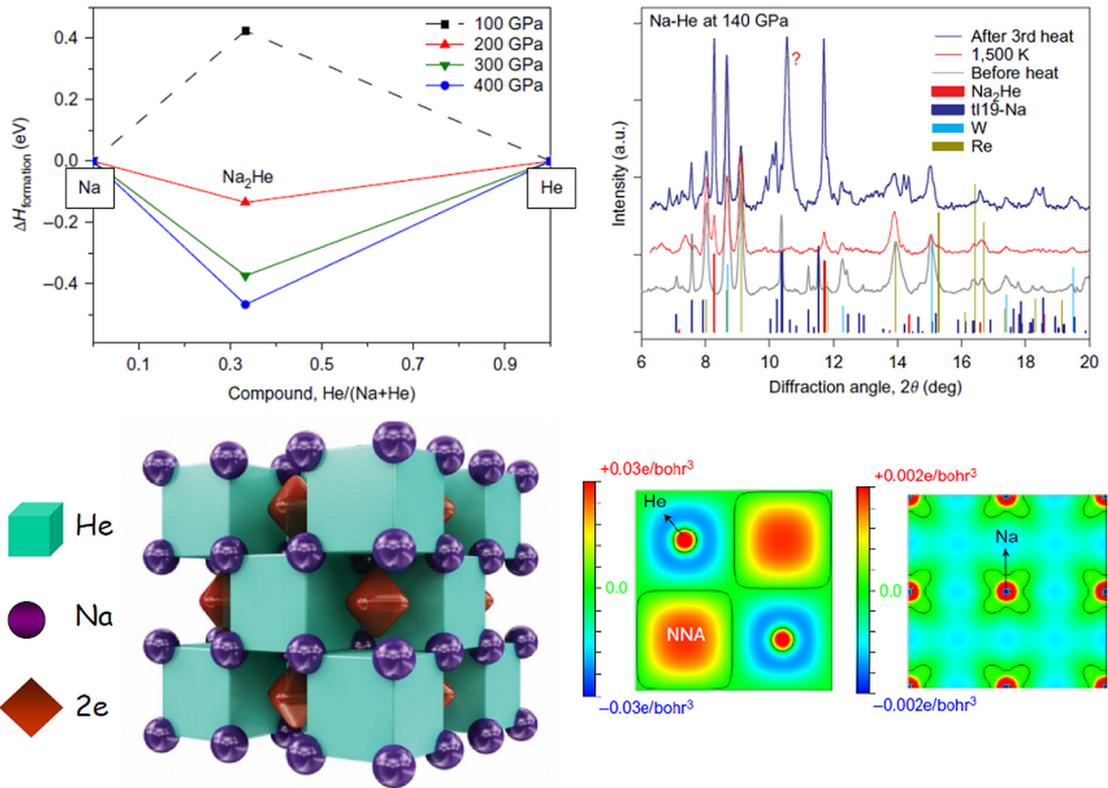 100 GPa
200 GPa
300 GPa
400 GPa
0.4
0.2
0.0
–0.2
–0.4
ΔHformation (eV)
Na
Na2He
He
0.1
0.3
0.5
0.7
0.9
Compound, He/(Na+He)
Na-He at 140 GPa
After 3rd heat
1,500 K
Before heat
Na2He
tI19-Na
W
Re
?
Intensity (a.u.)
6
8
10
12
14
16
18
20
Diffraction angle, 2θ (deg)
He
Na
2e
+0.03e/bohr3
0.0
–0.03e/bohr3
He
NNA
+0.002e/bohr3
0.0
–0.002e/bohr3
Na